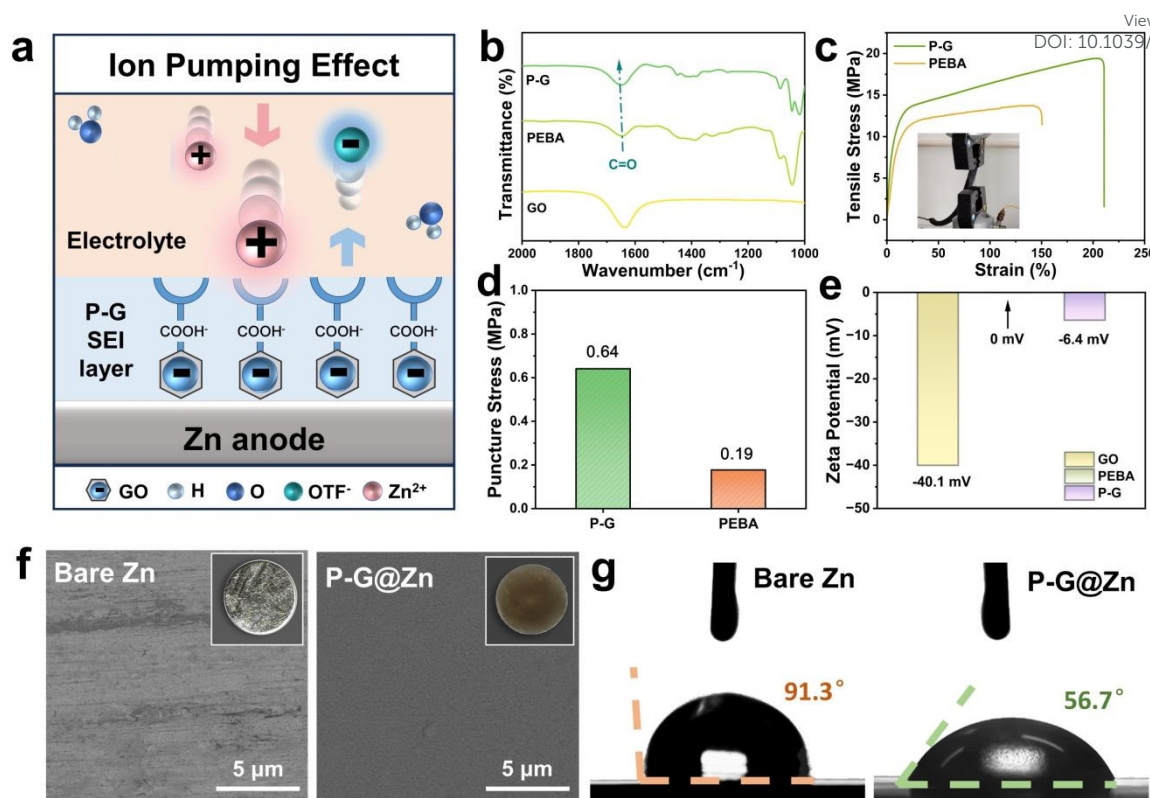 View
DOI: 10.1039/
a
Ion Pumping Effect
Electrolyte
P-G
SEI
layer
COOH-
COOH-
COOH-
COOH-
Zn anode
GO
H
O
OTF-
Zn2+
b
Transmittance (%)
P-G
PEBA
C=O
GO
2000
1800
1600
1400
1200
1000
Wavenumber (cm-1)
c
Tensile Stress (MPa)
P-G
PEBA
25
20
15
10
5
0
0
50
100
150
200
250
Strain (%)
d
Puncture Stress (MPa)
1.0
0.8
0.6
0.4
0.2
0.0
0.64
0.19
P-G
PEBA
e
Zeta Potential (mV)
0
−10
−20
−30
−40
−50
-40.1 mV
0 mV
-6.4 mV
GO
PEBA
P-G
f
Bare Zn
5 μm
P-G@Zn
5 μm
g
Bare Zn
91.3°
P-G@Zn
56.7°